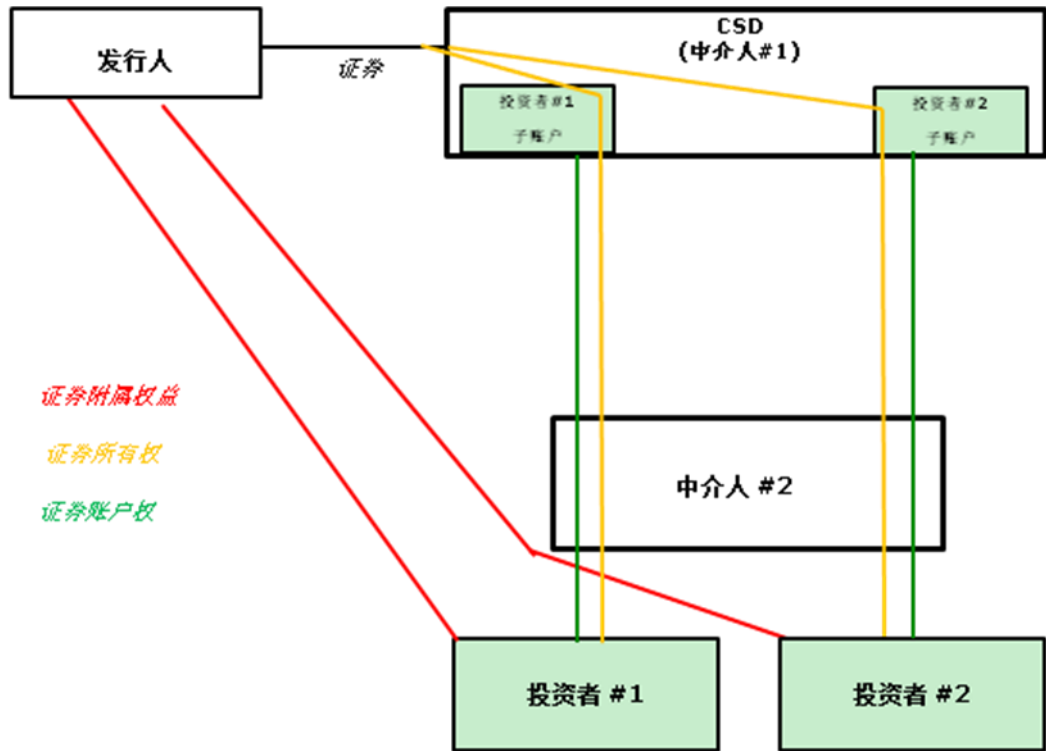 发行人
证券
CSD
(中介人#1)
投资者#1
子账户
投资者#2
子账户
证券附属权益
证券所有权
证券账户权
中介人 #2
投资者 #1
投资者 #2